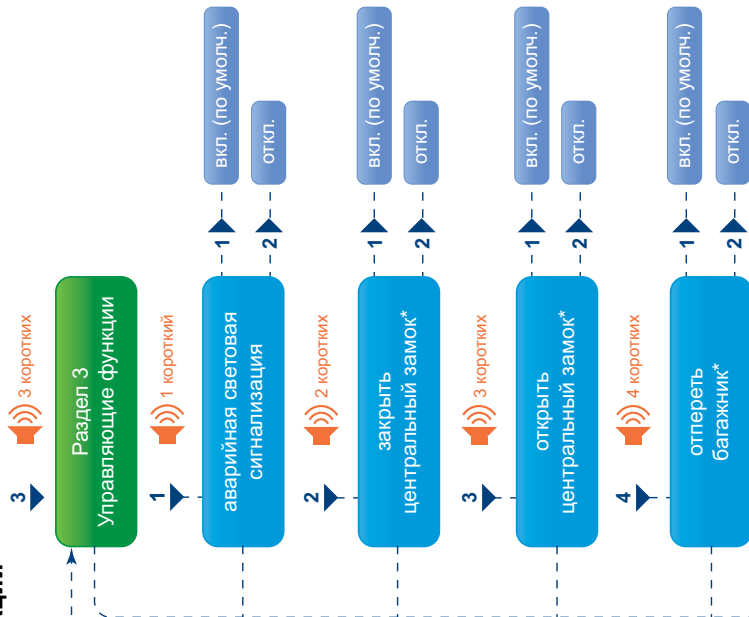 3
3 коротких
Раздел 3
Управляющие функции
1
1 короткий
аварийная световая
сигнализация
1
вкл. (по умолч.)
2
откл.
2
2 коротких
закрыть
центральный замок*
1
вкл. (по умолч.)
2
откл.
3
3 коротких
открыть
центральный замок*
1
вкл. (по умолч.)
2
откл.
4
4 коротких
отпереть
багажник*
1
вкл. (по умолч.)
2
откл.